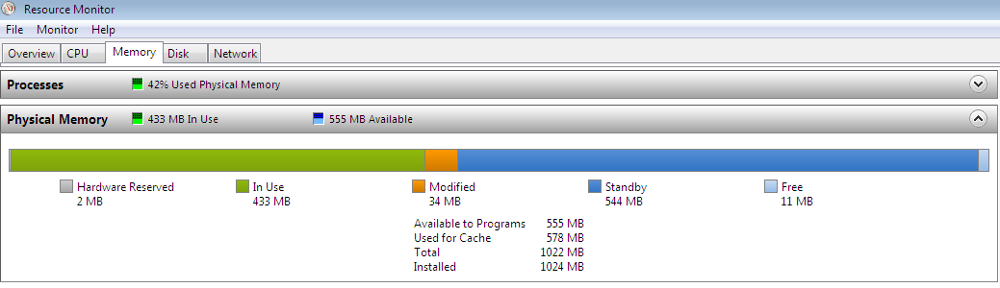 Resource Monitor
File Monitor Help
Overview CPU Memory Disk Network
Processes 42% Used Physical Memory
Physical Memory 433 MB In Use 555 MB Available
Hardware Reserved In Use Modified Standby Free
2 MB 433 MB 34 MB 544 MB 11 MB
Available to Programs 555 MB
Used for Cache 578 MB
Total 1022 MB
Installed 1024 MB